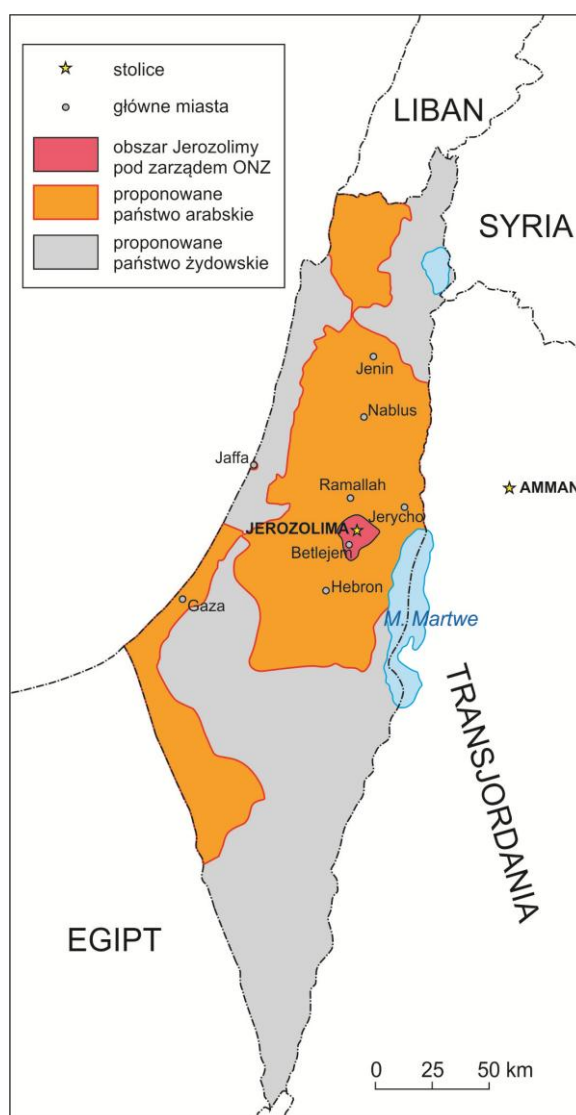 stolice
główne miasta
obszar Jerozolimy
pod zarządem ONZ
proponowane
państwo arabskie
proponowane
państwo żydowskie
LIBAN
SYRIA
Jenin
Nablus
Jaffa
Ramallah
AMMAN
Jerycho
JEROZOLIMA
Betlejem
Hebron
Gaza
M. Martwe
TRANSJORDANIA
EGIPT
0 25 50 km